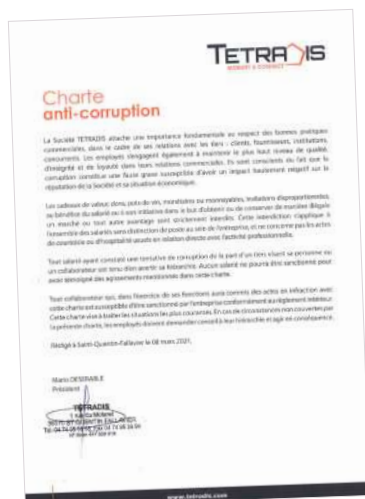 TETRADIS
Charte
anti-corruption
La Société TETRADIS attache une importance fondamentale au respect des bonnes pratiques
commerciales, dans le cadre de ses relations avec les tiers : clients, fournisseurs, institutions,
concurrents. Les employés s'engagent également à maintenir le plus haut niveau de qualité,
d'intégrité et de loyauté dans leurs relations commerciales. Ils sont conscients du fait que la
corruption constitue une faute grave susceptible d'avoir un impact hautement négatif sur la
réputation de la Société et sa situation économique.
Les cadeaux de valeur, dons, pots de vin, monétaires ou monnayables, invitations disproportionnées
au bénéfice du salarié ou à son initiative dans le but d'obtenir ou de conserver de manière illégale
un marché ou tout autre avantage sont strictement interdits. Cette interdiction s'applique à
l'ensemble des salariés sans distinction de poste au sein de l'entreprise, et ne concerne pas les actes
de courtoisie ou d'hospitalité usuels en relation directe avec l'activité professionnelle.
Tout salarié ayant constaté une tentative de corruption de la part d'un tiers visant sa personne ou
un collaborateur est tenu d'en avertir sa hiérarchie. Aucun salarié ne pourra être sanctionné pour
avoir témoigné des agissements mentionnés dans cette charte.
Tout collaborateur qui, dans l'exercice de ses fonctions aura commis des actes en infraction avec
cette charte est susceptible d'être sanctionné par l'entreprise conformément au règlement intérieur.
Cette charte vise à traiter les situations les plus courantes. En cas de circonstances non couvertes par
la présente charte, les employés doivent demander conseil à leur hiérarchie et agir en conséquence.
Rédigé à Saint-Quentin-Fallavier le 08 mars 2021,
Président
TETRADIS
www.tetradis.com